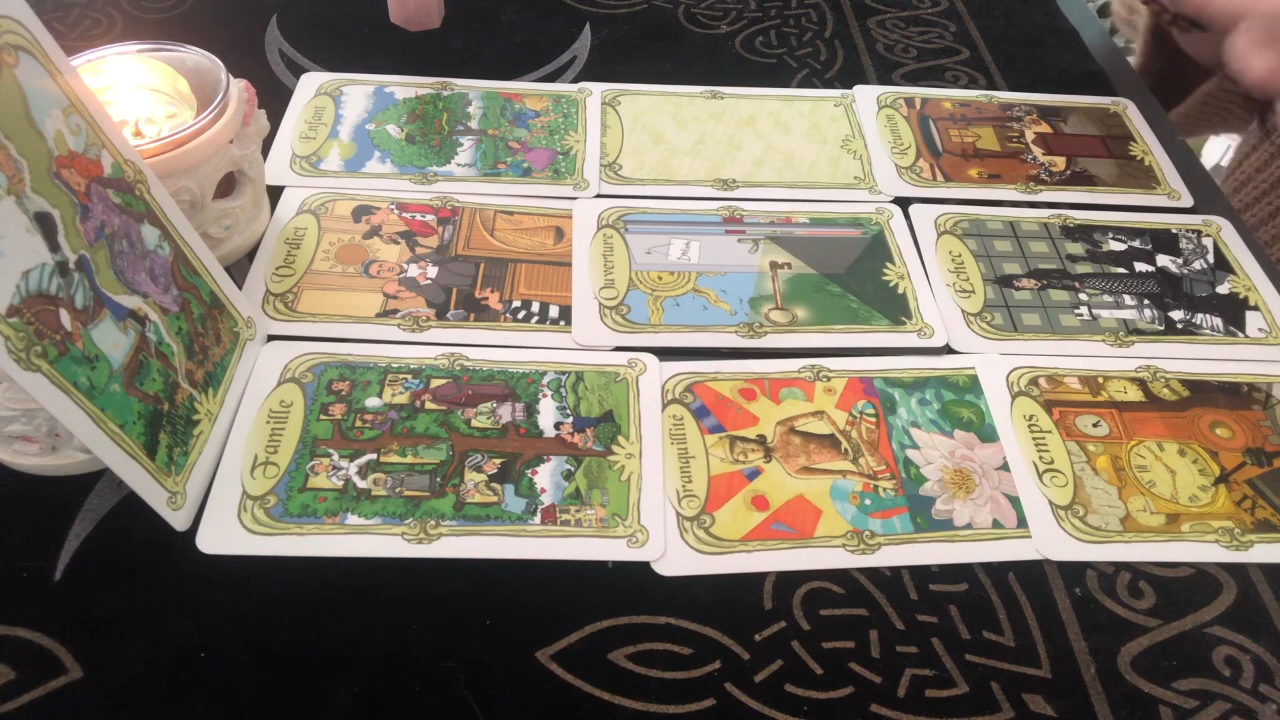 Enfant
Réunion
Verdict
Ouverture
Échec
Famille
Tranquillité
Temps